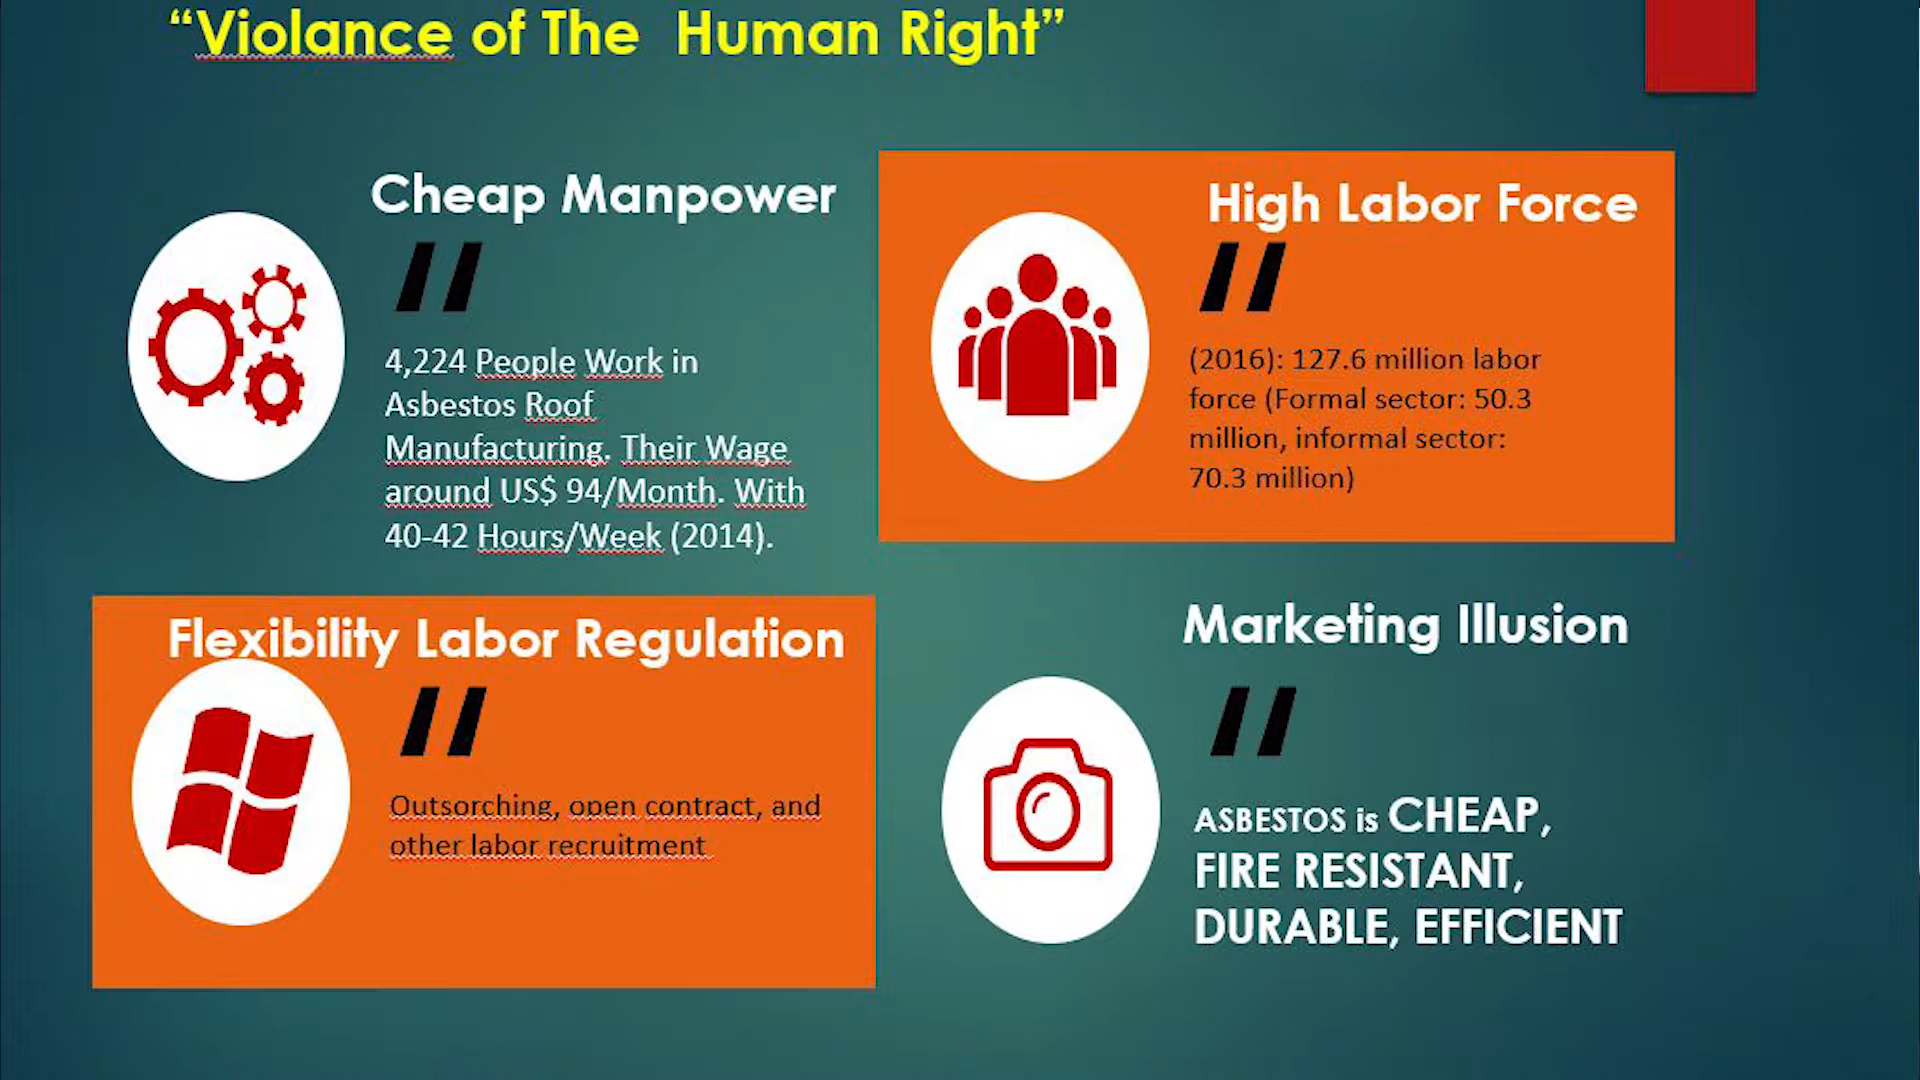 “Violance of The Human Right”
Cheap Manpower
4,224 People Work in
Asbestos Roof
Manufacturing. Their Wage
around US$ 94/Month. With
40-42 Hours/Week (2014).
High Labor Force
(2016): 127.6 million labor
force (Formal sector: 50.3
million, informal sector:
70.3 million)
Flexibility Labor Regulation
Outsorching, open contract, and
other labor recruitment
Marketing Illusion
ASBESTOS is CHEAP,
FIRE RESISTANT,
DURABLE, EFFICIENT